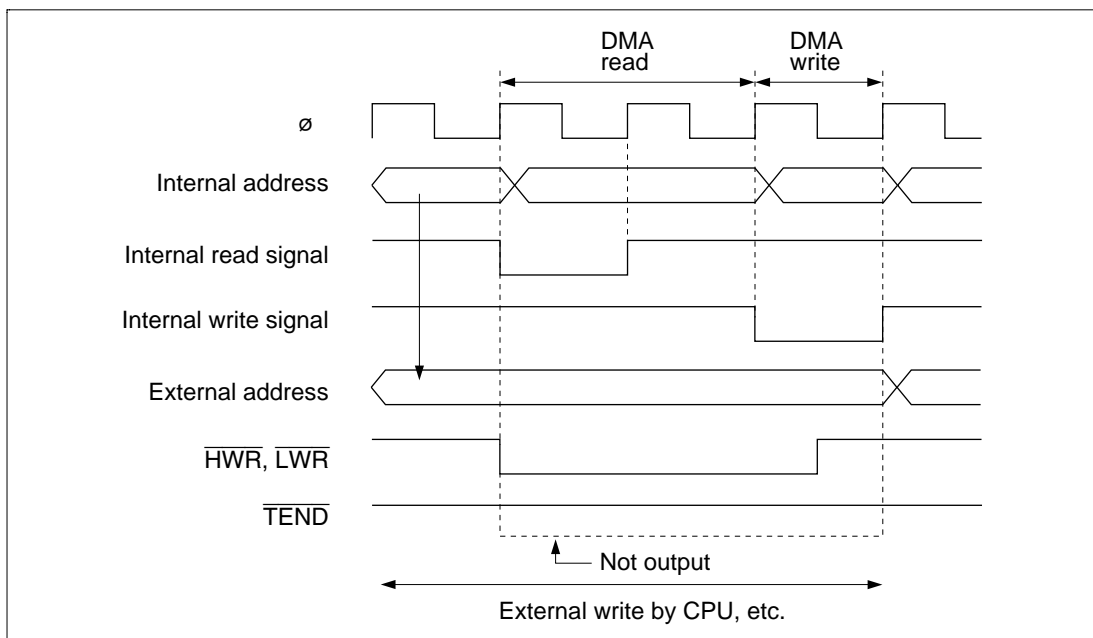 DMA read
DMA write
ø
Internal address
Internal read signal
Internal write signal
External address
HWR, LWR
TEND
Not output
External write by CPU, etc.